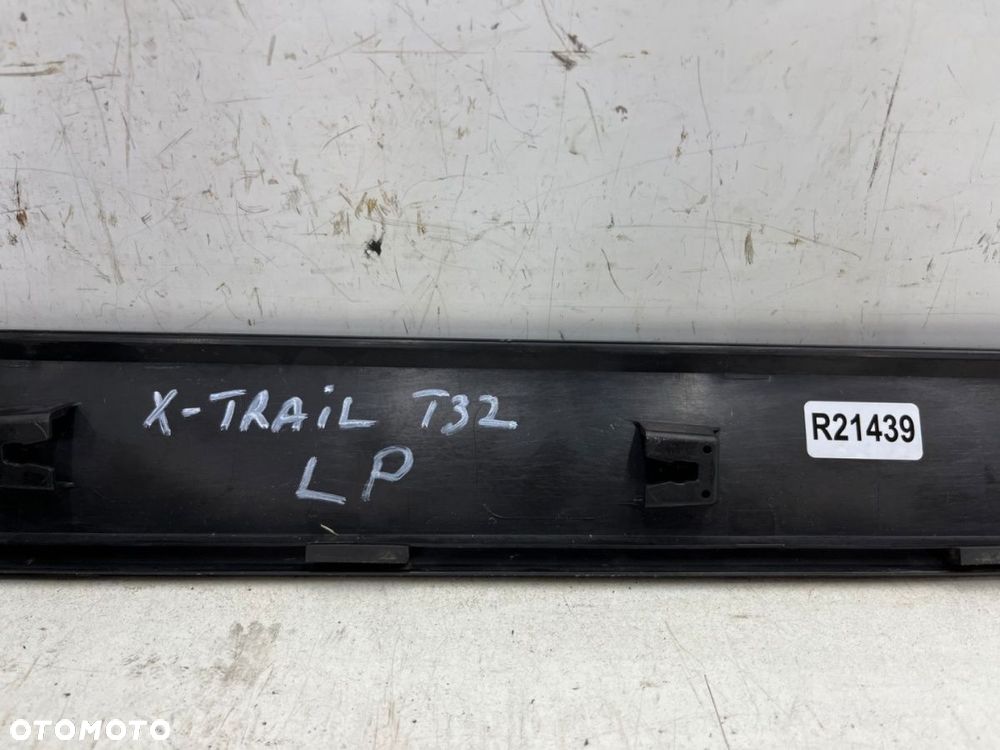 X-TRAiL T32
R21439
LP
OTOMOTO